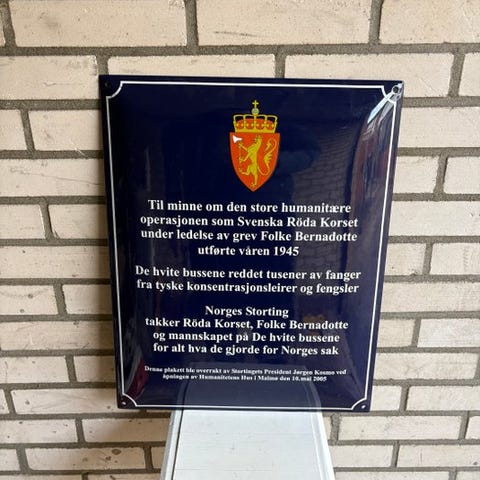 Til minne om den store humanitære
operasjonen som Svenska Röda Korset
under ledelse av grev Folke Bernadotte
utførte våren 1945
De hvite bussene reddet tusener av fanger
fra tyske konsentrasjonsleirer og fengsler
Norges Storting
takker Röda Korset, Folke Bernadotte
og mannskapet på De hvite bussene
for alt hva de gjorde for Norges sak
Denne plakett ble overrakt av Stortingets President Jørgen Kosmo ved
åpningen av Humanitetens Hus i Malmø den 10.mai 2005